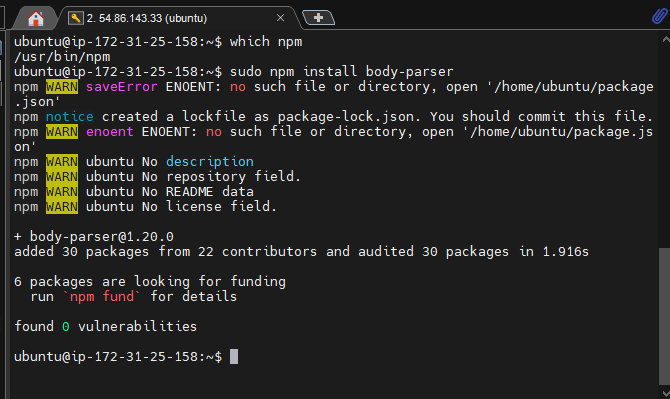 2. 54.86.143.33 (ubuntu)
ubuntu@ip-172-31-25-158:~$ which npm
/usr/bin/npm
ubuntu@ip-172-31-25-158:~$ sudo npm install body-parser
npm WARN saveError ENOENT: no such file or directory, open '/home/ubuntu/package
.json'
npm notice created a lockfile as package-lock.json. You should commit this file.
npm WARN enoent ENOENT: no such file or directory, open '/home/ubuntu/package.js
on'
npm WARN ubuntu No description
npm WARN ubuntu No repository field.
npm WARN ubuntu No README data
npm WARN ubuntu No license field.
+ body-parser@1.20.0
added 30 packages from 22 contributors and audited 30 packages in 1.916s
6 packages are looking for funding
run `npm fund` for details
found 0 vulnerabilities
ubuntu@ip-172-31-25-158:~$